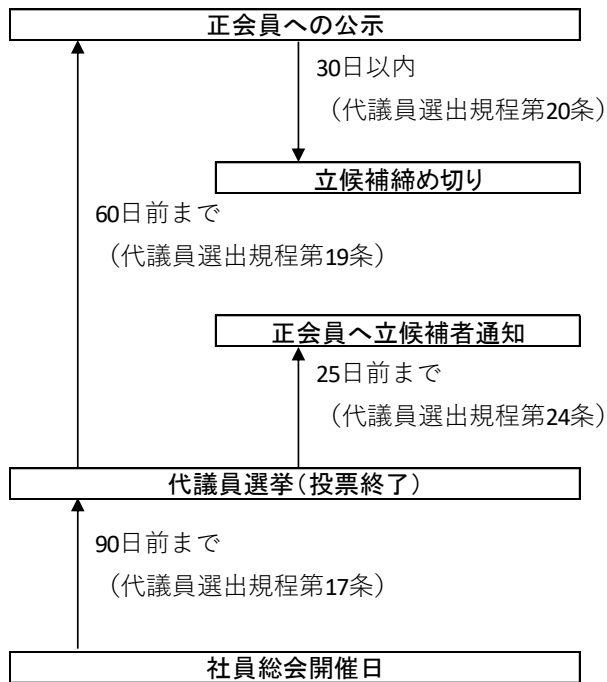 正会員への公示
30日以内
（代議員選出規程第20条）
立候補締め切り
60日前まで
（代議員選出規程第19条）
正会員へ立候補者通知
25日前まで
（代議員選出規程第24条）
代議員選挙（投票終了）
90日前まで
（代議員選出規程第17条）
社員総会開催日